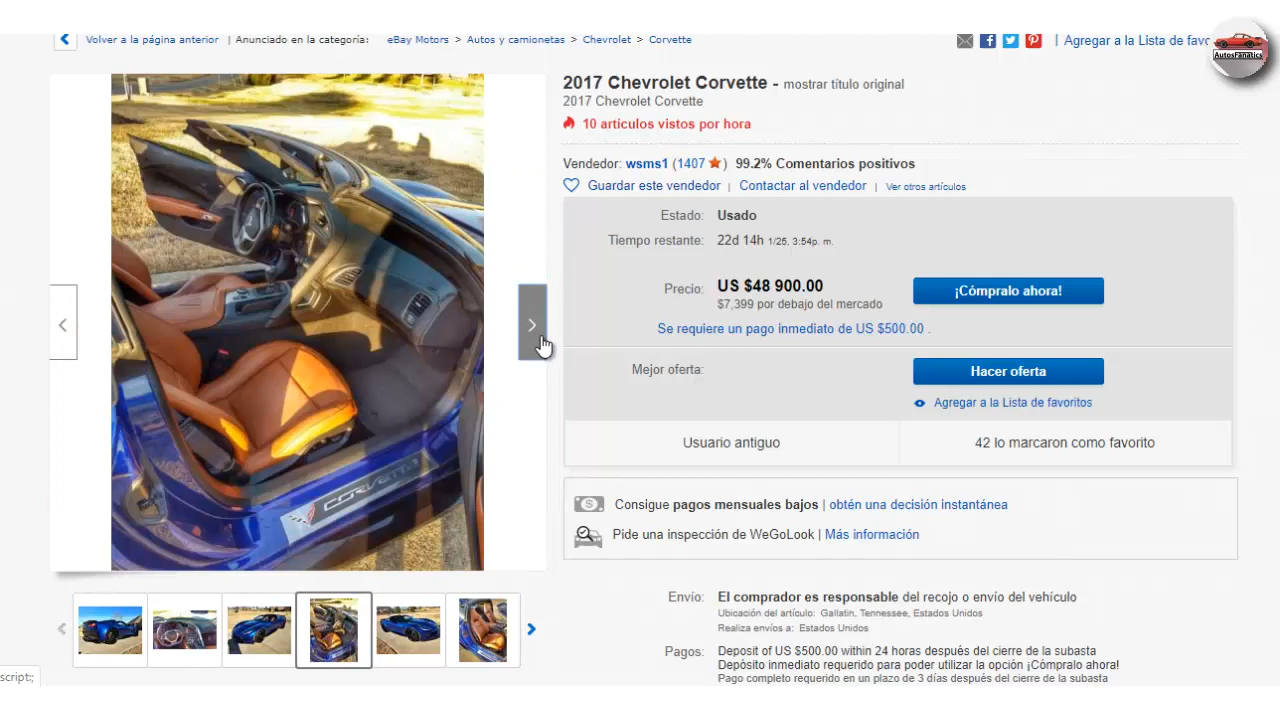 Volver a la página anterior | Anunciado en la categoría: eBay Motors > Autos y camionetas > Chevrolet > Corvette
| Agregar a la Lista de favo
AutosFanatics
2017 Chevrolet Corvette - mostrar título original
2017 Chevrolet Corvette
10 artículos vistos por hora
Vendedor: wsms1 (1407 ) 99.2% Comentarios positivos
Guardar este vendedor | Contactar al vendedor | Ver otros artículos
Estado: Usado
Tiempo restante: 22d 14h 1/25, 3:54p. m.
Precio: US $48 900.00 ¡Cómpralo ahora!
$7,399 por debajo del mercado
Se requiere un pago inmediato de US $500.00 .
Mejor oferta: Hacer oferta
Agregar a la Lista de favoritos
Usuario antiguo 42 lo marcaron como favorito
CORVETTE
Consigue pagos mensuales bajos | obtén una decisión instantánea
Pide una inspección de WeGoLook | Más información
Envío: El comprador es responsable del recojo o envío del vehículo
Ubicación del artículo: Gallatin, Tennessee, Estados Unidos
Realiza envíos a: Estados Unidos
Pagos: Deposit of US $500.00 within 24 horas después del cierre de la subasta
Depósito inmediato requerido para poder utilizar la opción ¡Cómpralo ahora!
Pago completo requerido en un plazo de 3 días después del cierre de la subasta
script;